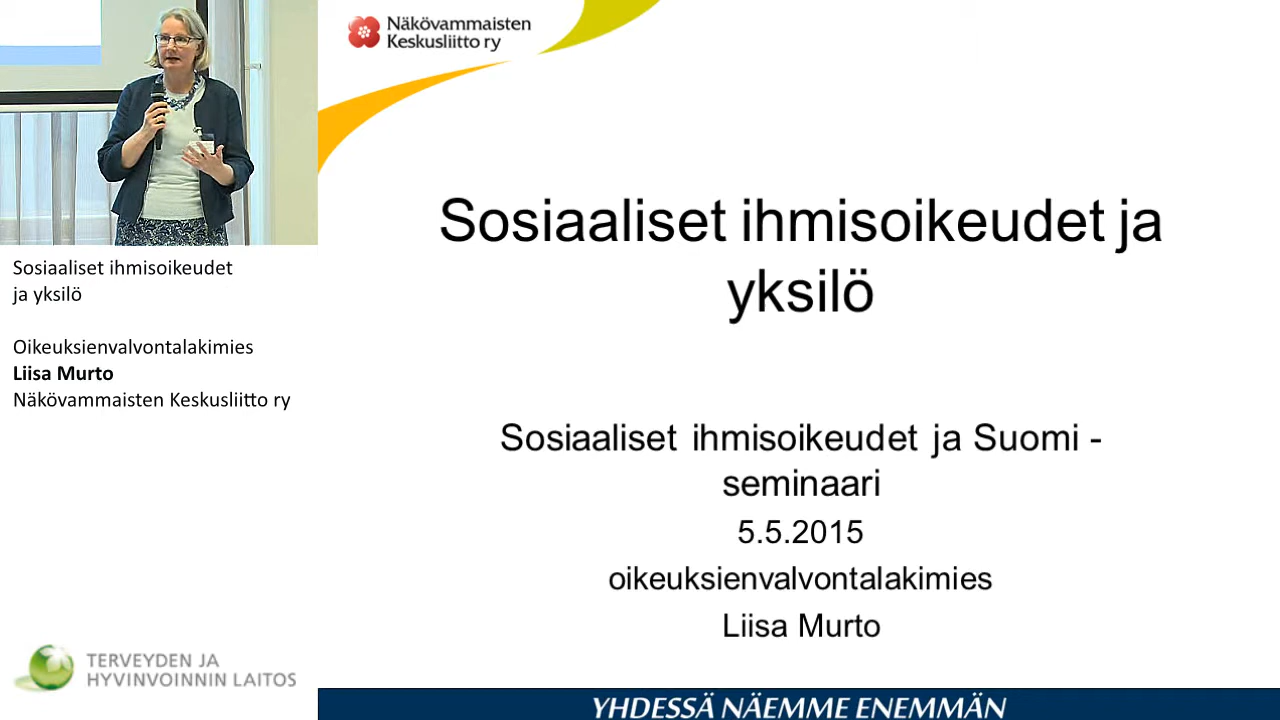 Sosiaaliset ihmisoikeudet
ja yksilö
Oikeuksienvalvontalakimies
Liisa Murto
Näkövammaisten Keskusliitto ry
TERVEYDEN JA
HYVINVOINNIN LAITOS
Näkövammaisten
Keskusliitto ry
Sosiaaliset ihmisoikeudet ja
yksilö
Sosiaaliset ihmisoikeudet ja Suomi -
seminaari
5.5.2015
oikeuksienvalvontalakimies
Liisa Murto
YHDESSÄ NÄEMME ENEMMÄN